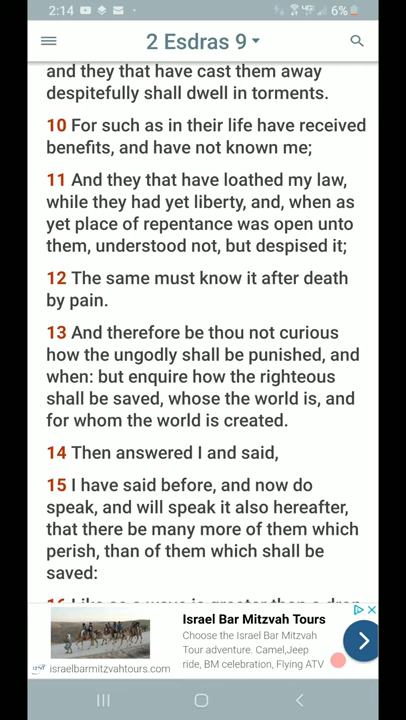 2:14
6%
2 Esdras 9
and they that have cast them away
despitefully shall dwell in torments.
10 For such as in their life have received
benefits, and have not known me;
11 And they that have loathed my law,
while they had yet liberty, and, when as
yet place of repentance was open unto
them, understood not, but despised it;
12 The same must know it after death
by pain.
13 And therefore be thou not curious
how the ungodly shall be punished, and
when: but enquire how the righteous
shall be saved, whose the world is, and
for whom the world is created.
14 Then answered I and said,
15 I have said before, and now do
speak, and will speak it also hereafter,
that there be many more of them which
perish, than of them which shall be
saved:
16 Like as a wave is greater than a drop
Israel Bar Mitzvah Tours
Choose the Israel Bar Mitzvah
Tour adventure. Camel,Jeep
ride, BM celebration, Flying ATV
israelbarmitzvahtours.com